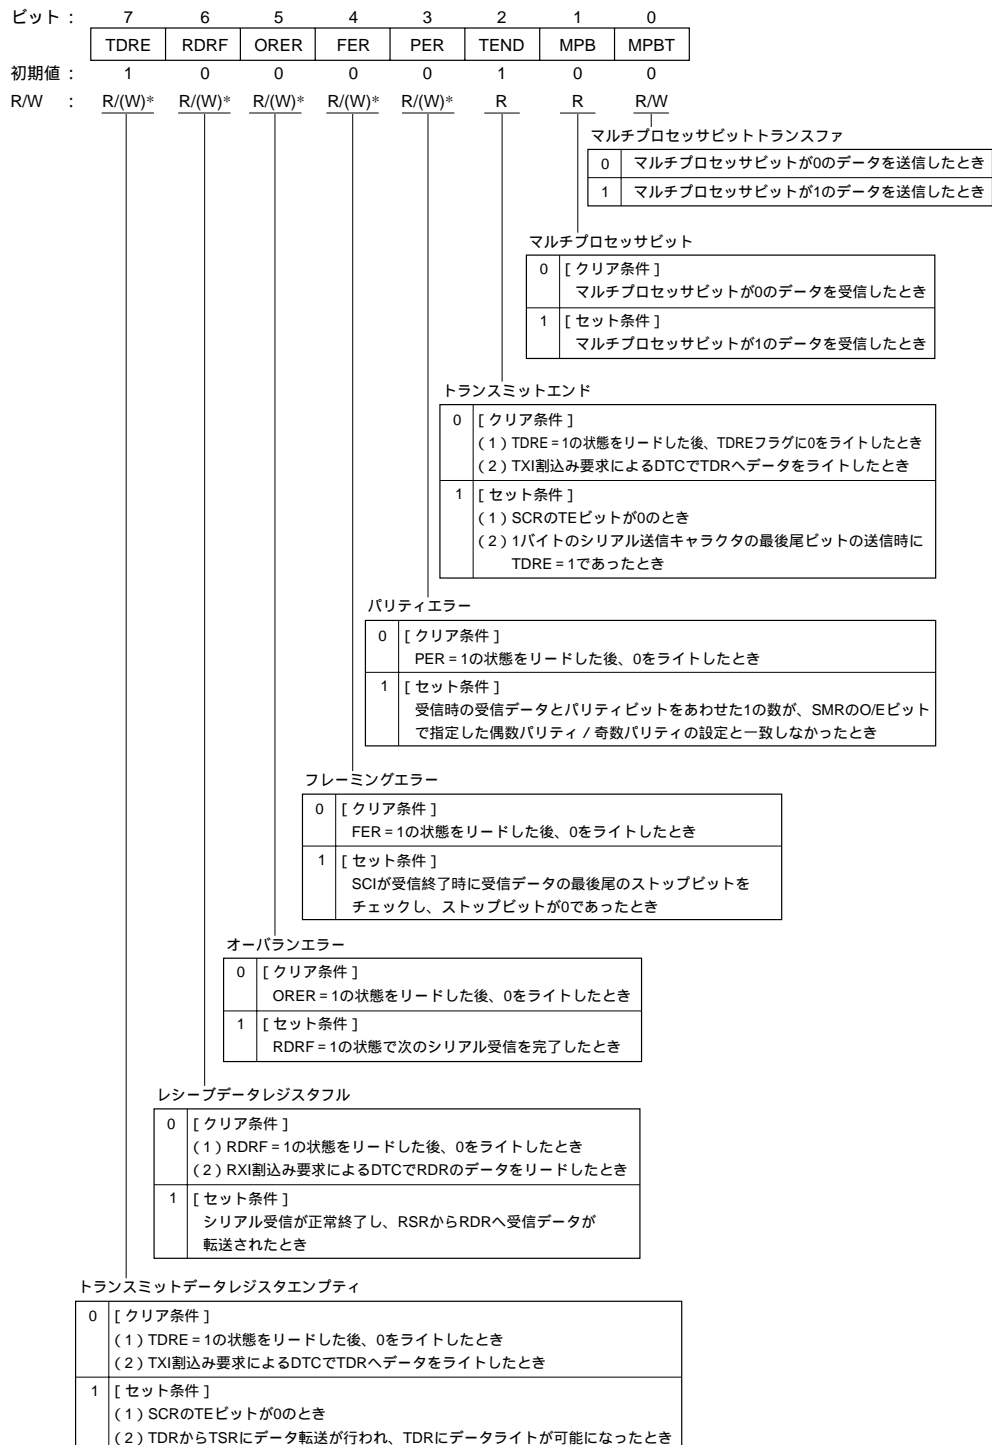 ビット : 7 6 5 4 3 2 1 0
TDRE RDRF ORER FER PER TEND MPB MPBT
初期値 : 1 0 0 0 0 1 0 0
R/W : R/(W)* R/(W)* R/(W)* R/(W)* R/(W)* R R R/W
マルチプロセッサビットトランスファ
0 マルチプロセッサビットが0のデータを送信したとき
1 マルチプロセッサビットが1のデータを送信したとき
マルチプロセッサビット
0 [クリア条件]
マルチプロセッサビットが0のデータを受信したとき
1 [セット条件]
マルチプロセッサビットが1のデータを受信したとき
トランスミットエンド
0 [クリア条件]
(1)TDRE=1の状態をリードした後、TDREフラグに0をライトしたとき
(2)TXI割込み要求によるDTCでTDRへデータをライトしたとき
1 [セット条件]
(1)SCRのTEビットが0のとき
(2)1バイトのシリアル送信キャラクタの最後尾ビットの送信時に
TDRE=1であったとき
パリティエラー
0 [クリア条件]
PER=1の状態をリードした後、0をライトしたとき
1 [セット条件]
受信時の受信データとパリティビットをあわせた1の数が、SMRのO/Eビット
で指定した偶数パリティ/奇数パリティの設定と一致しなかったとき
フレーミングエラー
0 [クリア条件]
FER=1の状態をリードした後、0をライトしたとき
1 [セット条件]
SCIが受信終了時に受信データの最後尾のストップビットを
チェックし、ストップビットが0であったとき
オーバランエラー
0 [クリア条件]
ORER=1の状態をリードした後、0をライトしたとき
1 [セット条件]
RDRF=1の状態で次のシリアル受信を完了したとき
レシーブデータレジスタフル
0 [クリア条件]
(1)RDRF=1の状態をリードした後、0をライトしたとき
(2)RXI割込み要求によるDTCでRDRのデータをリードしたとき
1 [セット条件]
シリアル受信が正常終了し、RSRからRDRへ受信データが
転送されたとき
トランスミットデータレジスタエンプティ
0 [クリア条件]
(1)TDRE=1の状態をリードした後、0をライトしたとき
(2)TXI割込み要求によるDTCでTDRへデータをライトしたとき
1 [セット条件]
(1)SCRのTEビットが0のとき
(2)TDRからTSRにデータ転送が行われ、TDRにデータライトが可能になったとき